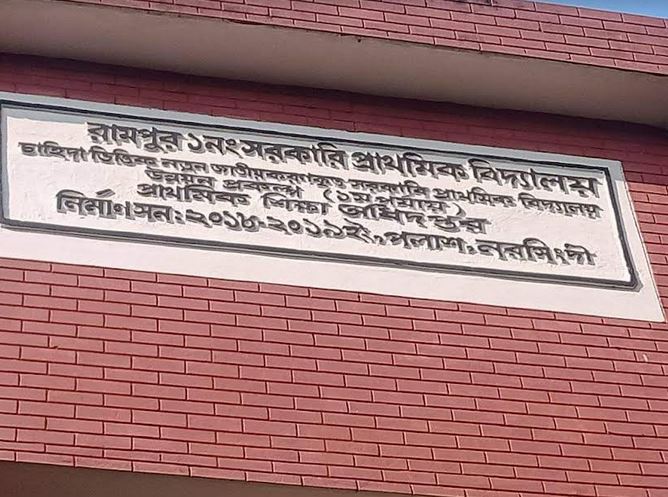 রামপুর ১নং সরকারি প্রাথমিক বিদ্যালয়
চাহিদা ভিত্তিক নতুন জাতীয়করণকৃত সরকারি প্রাথমিক বিদ্যালয়
উন্নয়ন প্রকল্প (১ম পর্যায়)
প্রাথমিক শিক্ষা অধিদপ্তর
নির্মাণ সন: ২০১৮-২০১৯ইং, পলাশ, নরসিংদী